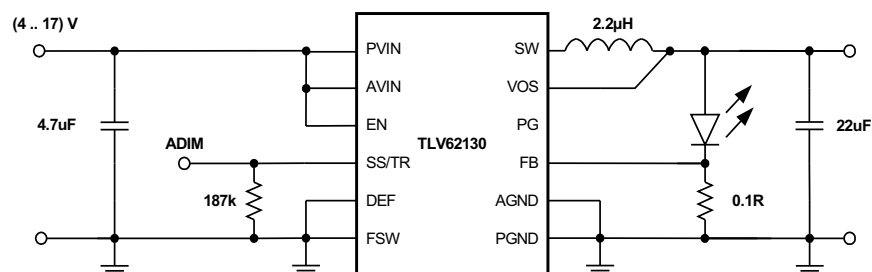 (4 .. 17) V
2.2µH
PVIN
SW
AVIN
VOS
4.7uF
EN
PG
22uF
ADIM
TLV62130
SS/TR
FB
187k
DEF
AGND
0.1R
FSW
PGND